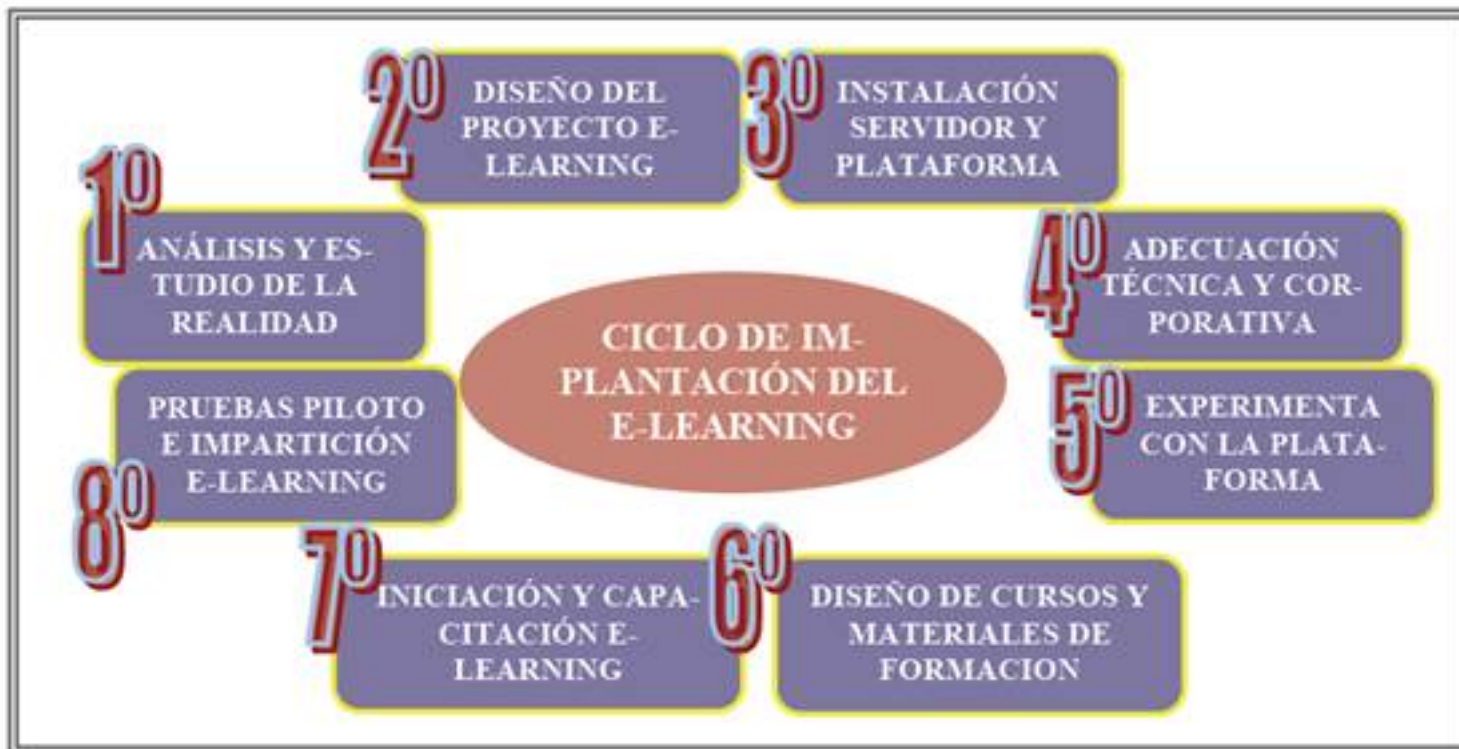 1º
ANÁLISIS Y ES-
TUDIO DE LA
REALIDAD
2º
DISEÑO DEL
PROYECTO E-
LEARNING
3º
INSTALACIÓN
SERVIDOR Y
PLATAFORMA
4º
ADECUACIÓN
TÉCNICA Y COR-
PORATIVA
5º
EXPERIMENTA
CON LA PLATA-
FORMA
6º
DISEÑO DE CURSOS Y
MATERIALES DE
FORMACION
7º
INICIACIÓN Y CAPA-
CITACIÓN E-
LEARNING
8º
PRUEBAS PILOTO
E IMPARTICIÓN
E-LEARNING
CICLO DE IM-
PLANTACIÓN DEL
E-LEARNING